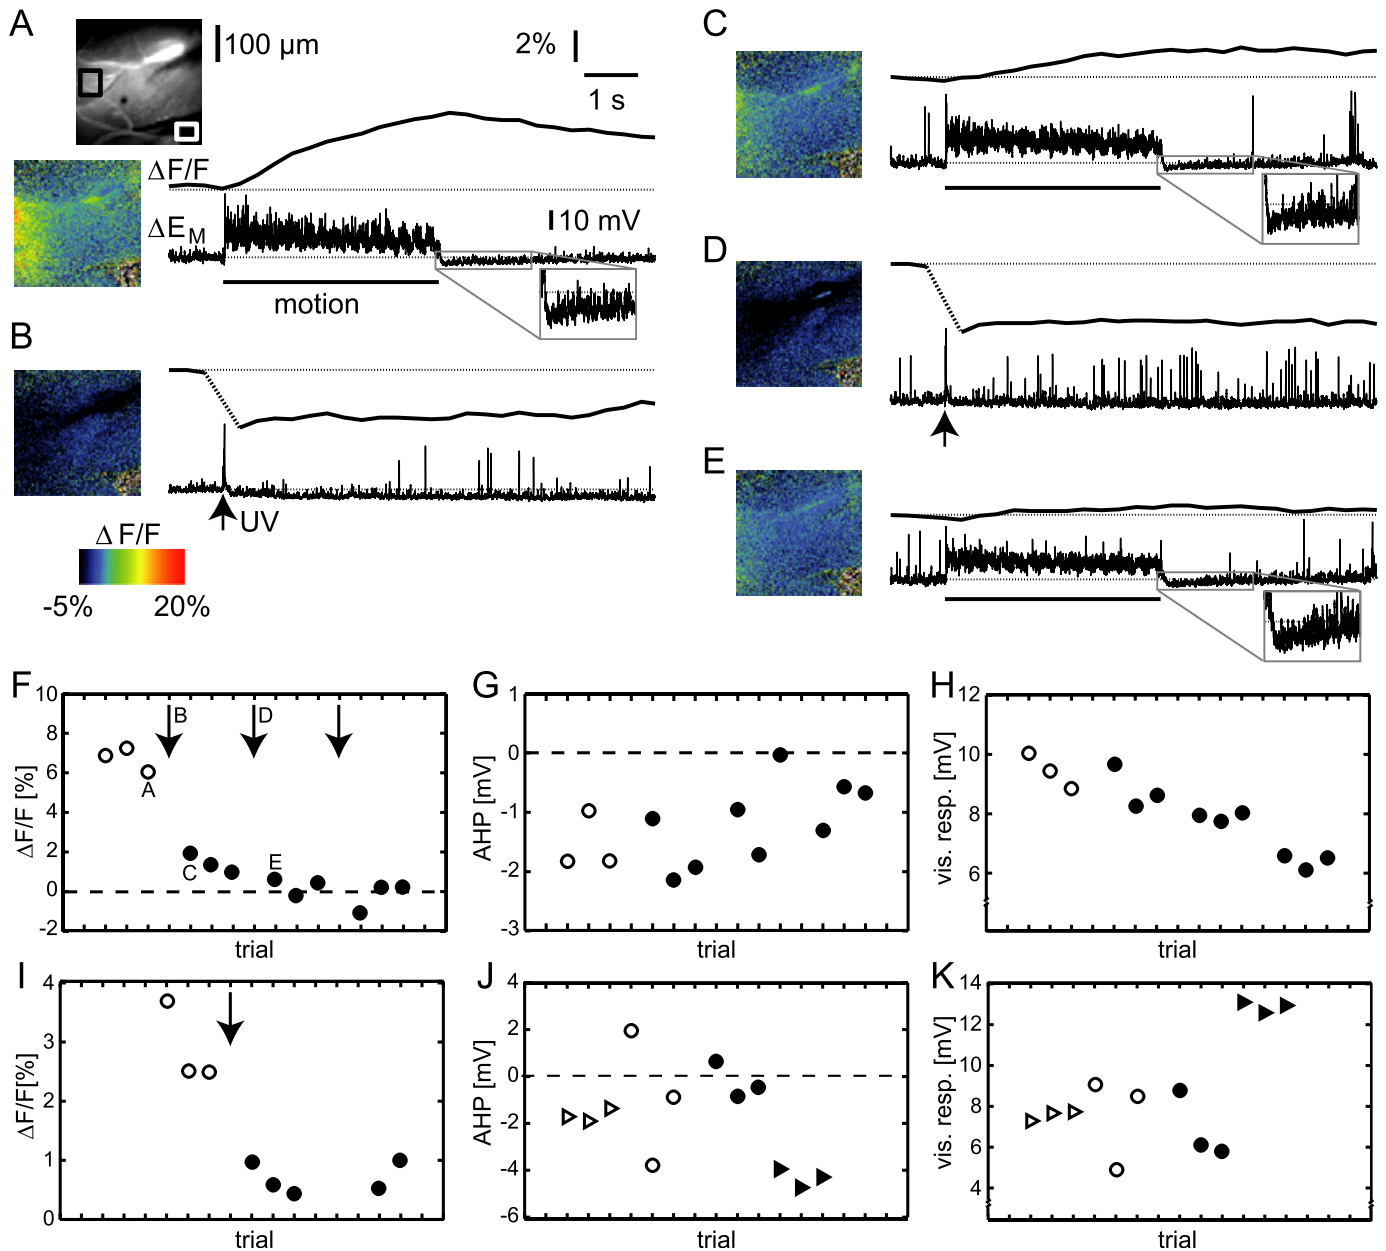 A
100 µm
2%
1 s
ΔF/F
ΔEM
10 mV
motion
B
UV
Δ F/F
-5%
20%
C
D
E
F
10
8
6
4
2
0
-2
ΔF/F [%]
B
D
A
C
E
trial
G
1
0
-1
-2
-3
AHP [mV]
trial
H
12
10
8
6
vis. resp. [mV]
trial
I
4
3
2
1
0
ΔF/F[%]
trial
J
4
2
0
-2
-4
-6
AHP [mV]
trial
K
14
12
10
8
6
4
vis. resp. [mV]
trial